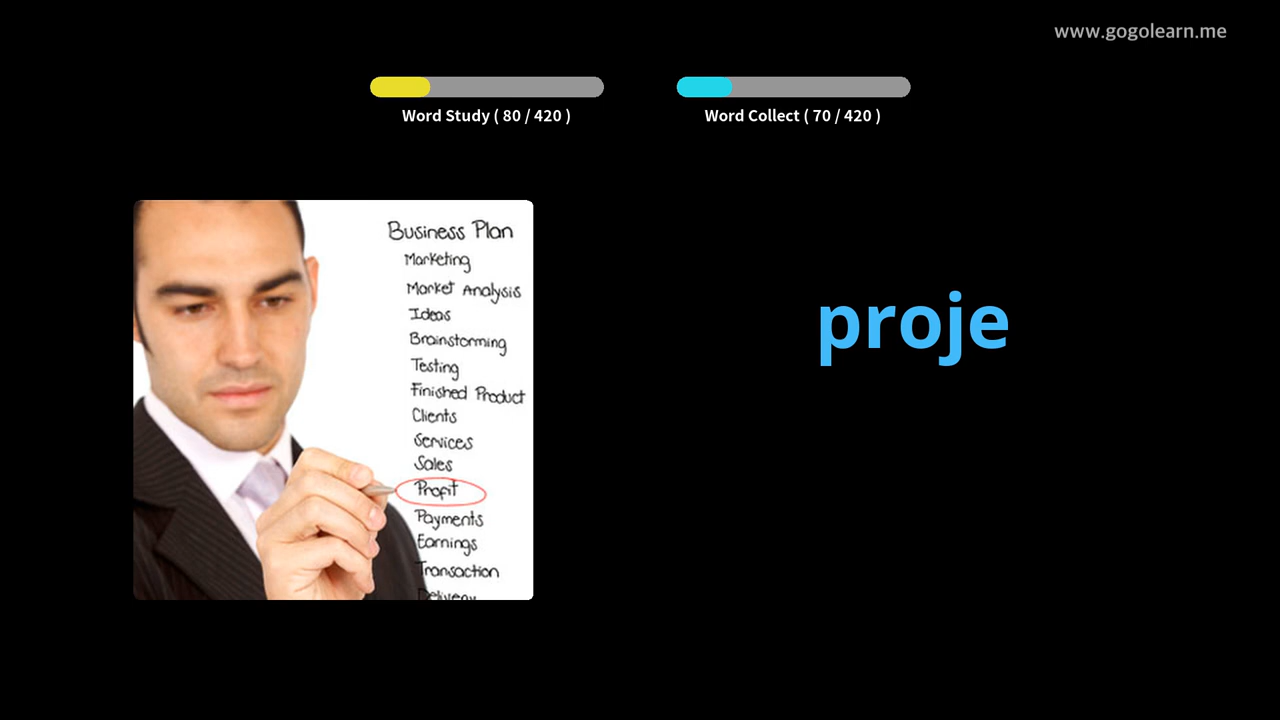 www.gogolearn.me
Word Study ( 80 / 420 )
Word Collect ( 70 / 420 )
Business Plan
Marketing
Market Analysis
Ideas
Brainstorming
Testing
Finished Product
Clients
Services
Sales
Profit
Payments
Earnings
Transaction
Delivery
proje